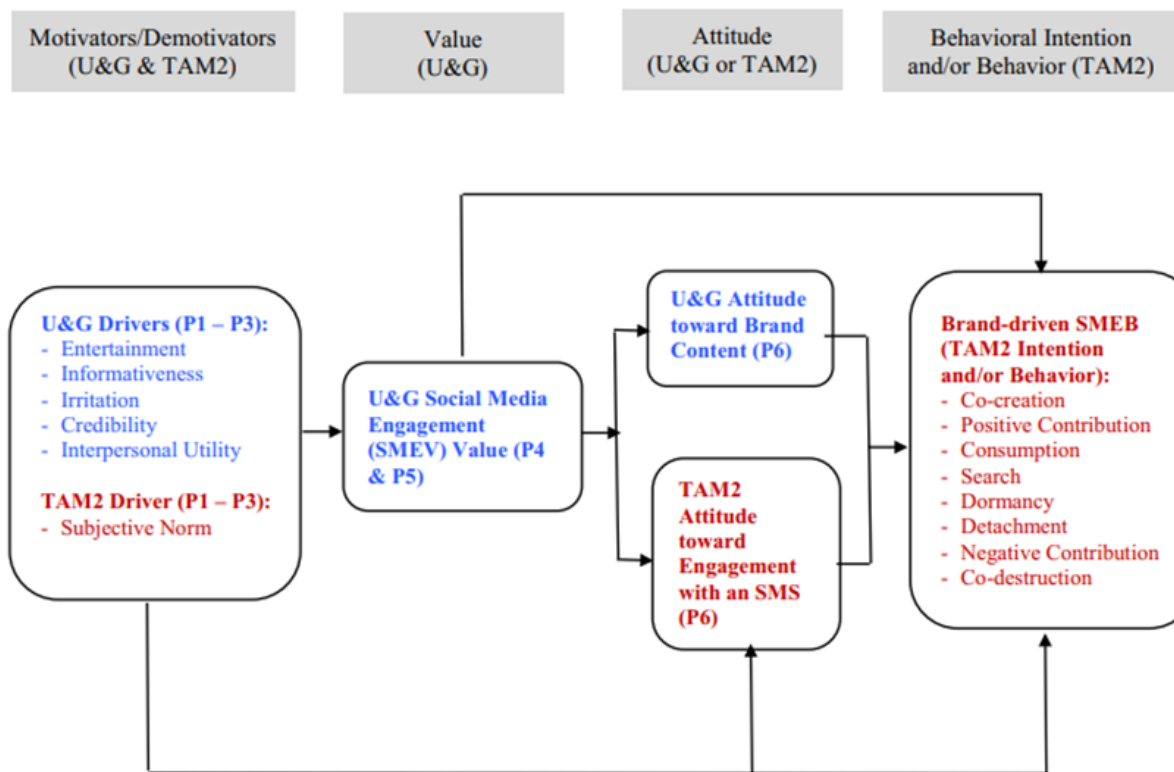 Motivators/Demotivators
(U&G & TAM2)
Value
(U&G)
Attitude
(U&G or TAM2)
Behavioral Intention
and/or Behavior (TAM2)
U&G Drivers (P1 – P3):
- Entertainment
- Informativeness
- Irritation
- Credibility
- Interpersonal Utility
TAM2 Driver (P1 – P3):
- Subjective Norm
U&G Social Media
Engagement
(SMEV) Value (P4
& P5)
U&G Attitude
toward Brand
Content (P6)
TAM2
Attitude
toward
Engagement
with an SMS
(P6)
Brand-driven SMEB
(TAM2 Intention
and/or Behavior):
- Co-creation
- Positive Contribution
- Consumption
- Search
- Dormancy
- Detachment
- Negative Contribution
- Co-destruction